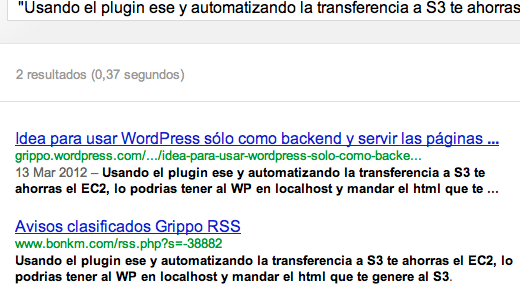 "Usando el plugin ese y automatizando la transferencia a S3 te ahorras
2 resultados (0,37 segundos)
Idea para usar WordPress sólo como backend y servir las páginas ...
grippo.wordpress.com/.../idea-para-usar-wordpress-solo-como-backe...
13 Mar 2012 – Usando el plugin ese y automatizando la transferencia a S3 te
ahorras el EC2, lo podrias tener al WP en localhost y mandar el html que te ...
Avisos clasificados Grippo RSS
www.bonkm.com/rss.php?s=-38882
Usando el plugin ese y automatizando la transferencia a S3 te ahorras el EC2, lo
podrias tener al WP en localhost y mandar el html que te genere al S3.